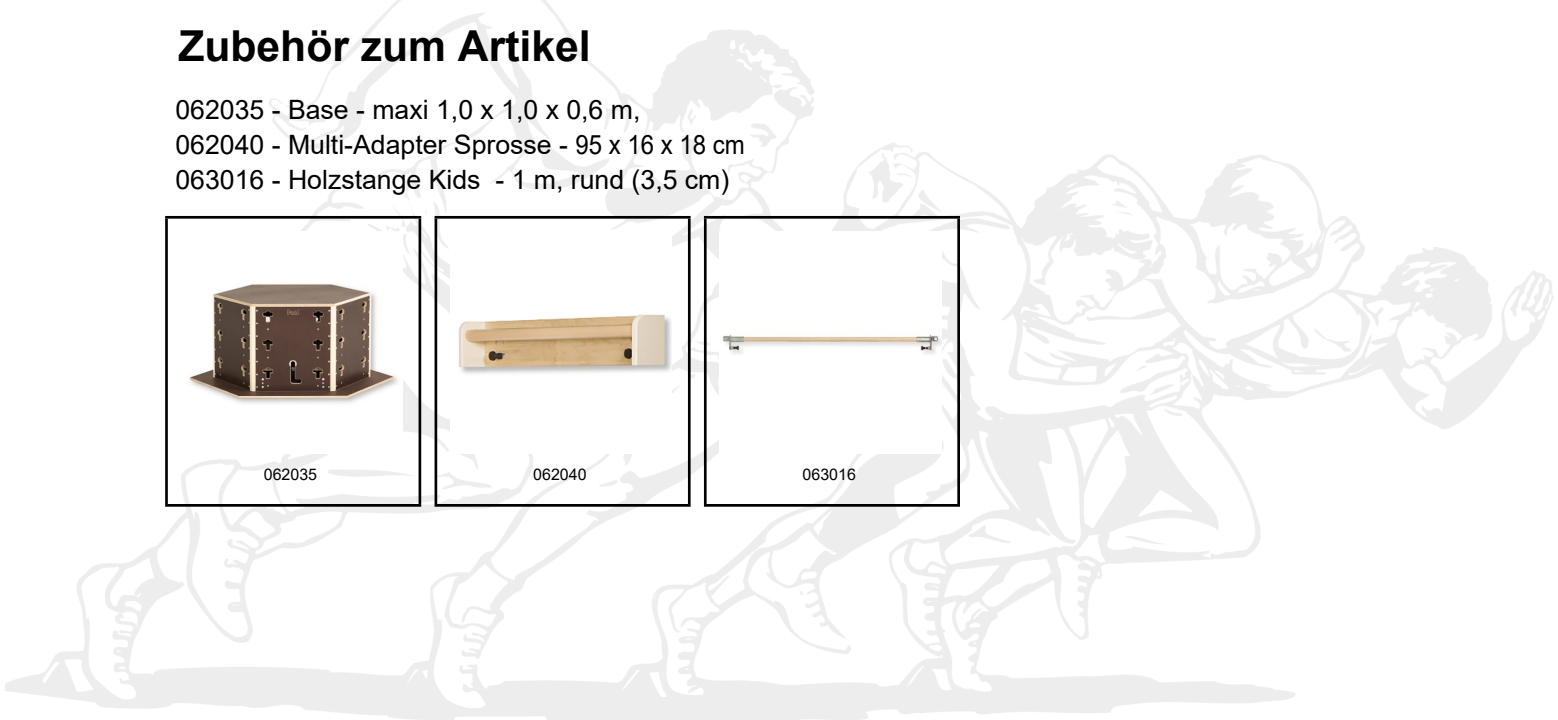 Zubehör zum Artikel
062035 - Base - maxi 1,0 x 1,0 x 0,6 m,
062040 - Multi-Adapter Sprosse - 95 x 16 x 18 cm
063016 - Holzstange Kids  - 1 m, rund (3,5 cm)
062035
062040
063016